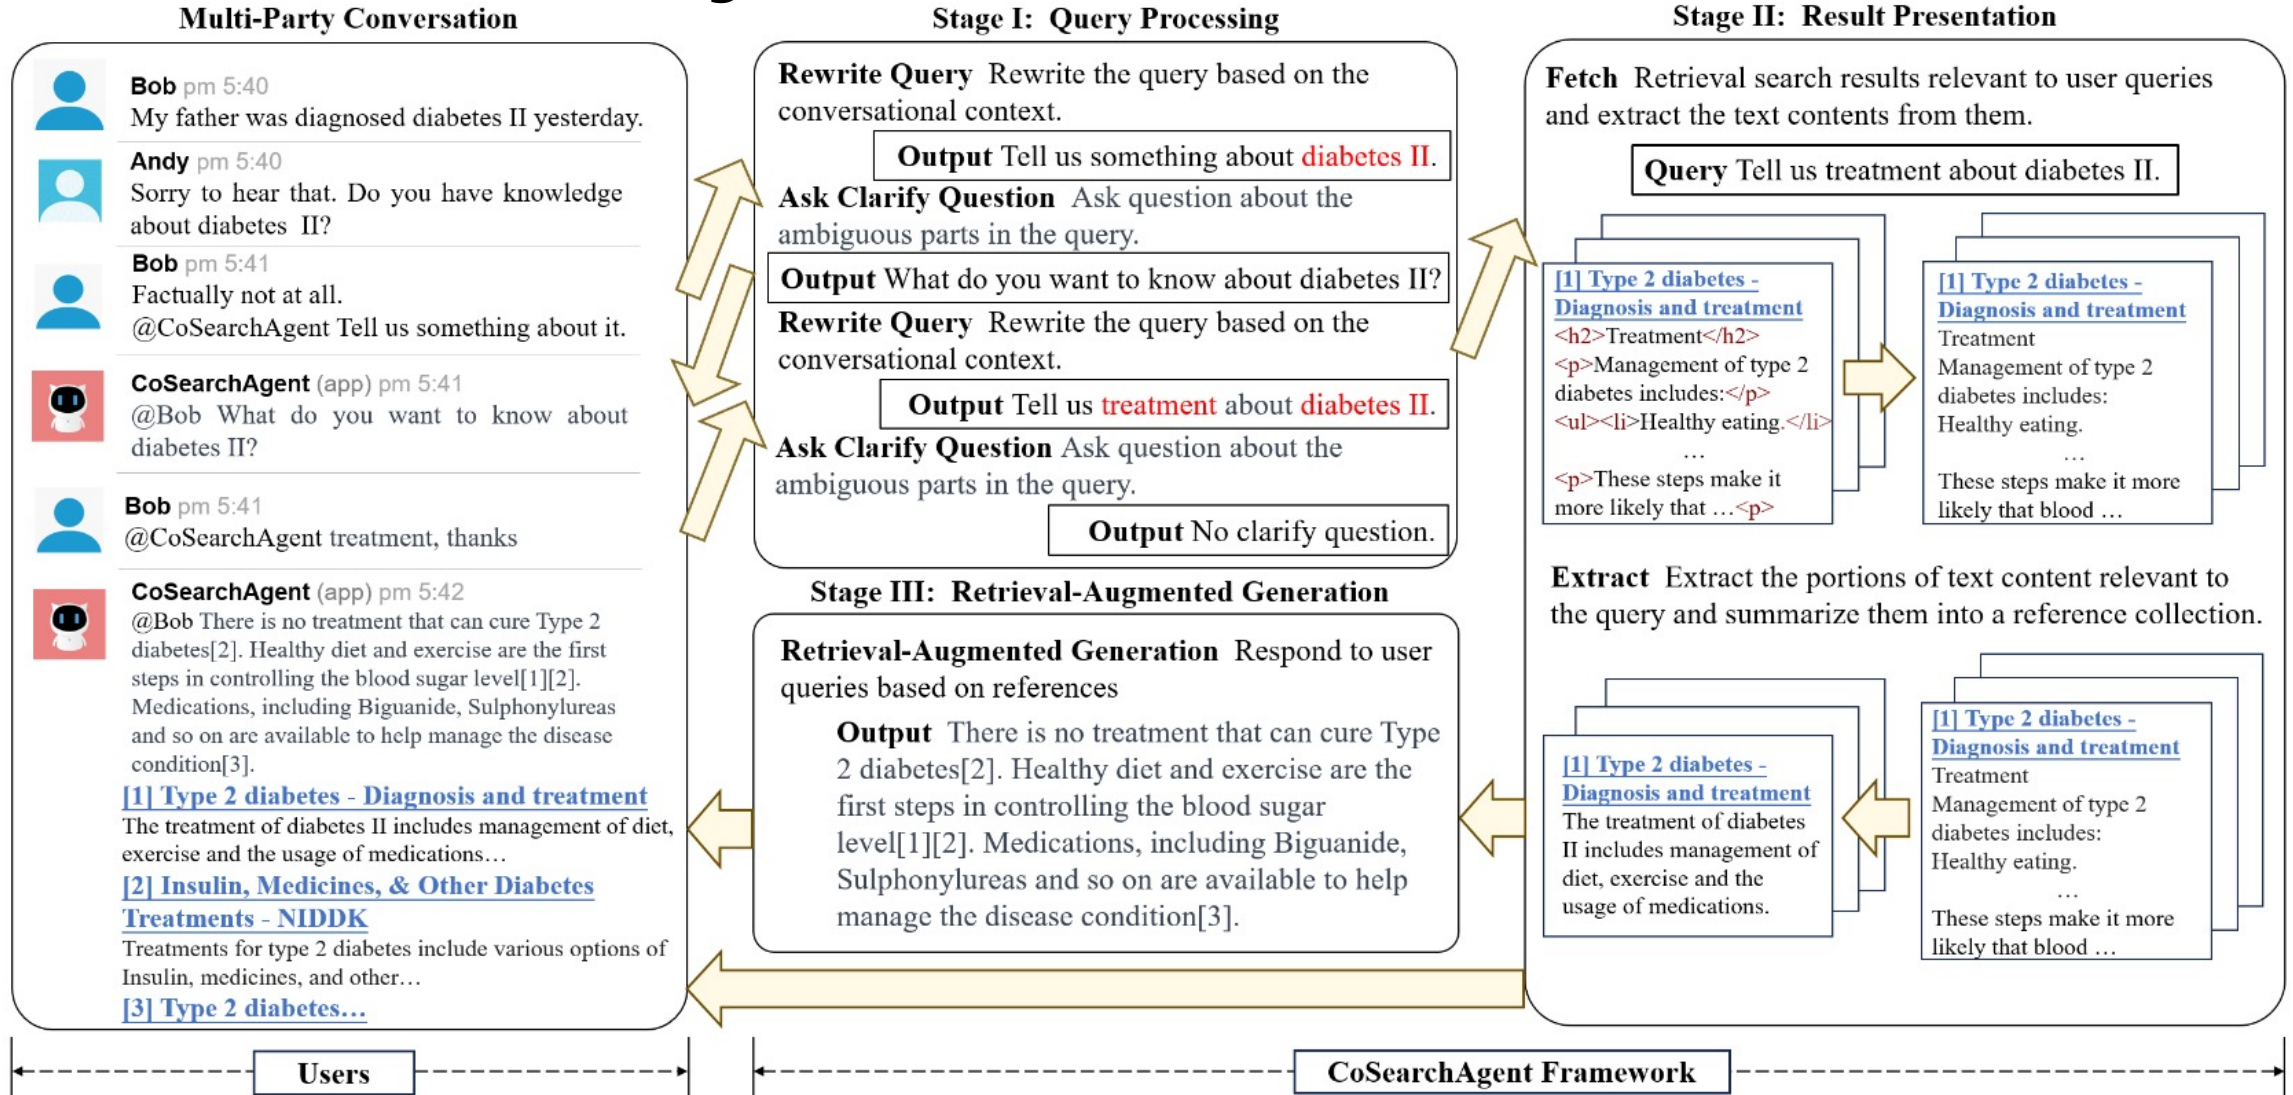 Multi-Party Conversation
Bob pm 5:40
My father was diagnosed diabetes II yesterday.
Andy pm 5:40
Sorry to hear that. Do you have knowledge
about diabetes II?
Bob pm 5:41
Factually not at all.
@CoSearchAgent Tell us something about it.
CoSearchAgent (app) pm 5:41
@Bob What do you want to know about
diabetes II?
Bob pm 5:41
@CoSearchAgent treatment, thanks
CoSearchAgent (app) pm 5:42
@Bob There is no treatment that can cure Type 2
diabetes[2]. Healthy diet and exercise are the first
steps in controlling the blood sugar level[1][2].
Medications, including Biguanide, Sulphonylureas
and so on are available to help manage the disease
condition[3].
[1] Type 2 diabetes - Diagnosis and treatment
The treatment of diabetes II includes management of diet,
exercise and the usage of medications…
[2] Insulin, Medicines, & Other Diabetes
Treatments - NIDDK
Treatments for type 2 diabetes include various options of
Insulin, medicines, and other…
[3] Type 2 diabetes…
Users
Stage I: Query Processing
Rewrite Query Rewrite the query based on the
conversational context.
Output Tell us something about diabetes II.
Ask Clarify Question Ask question about the
ambiguous parts in the query.
Output What do you want to know about diabetes II?
Rewrite Query Rewrite the query based on the
conversational context.
Output Tell us treatment about diabetes II.
Ask Clarify Question Ask question about the
ambiguous parts in the query.
Output No clarify question.
Stage II: Result Presentation
Fetch Retrieval search results relevant to user queries
and extract the text contents from them.
Query Tell us treatment about diabetes II.
[1] Type 2 diabetes -
Diagnosis and treatment
<h2>Treatment</h2>
<p>Management of type 2
diabetes includes:</p>
<ul><li>Healthy eating.</li>
…
<p>These steps make it
more likely that …<p>
[1] Type 2 diabetes -
Diagnosis and treatment
Treatment
Management of type 2
diabetes includes:
Healthy eating.
…
These steps make it more
likely that blood …
Extract Extract the portions of text content relevant to
the query and summarize them into a reference collection.
[1] Type 2 diabetes -
Diagnosis and treatment
Treatment
Management of type 2
diabetes includes:
Healthy eating.
…
These steps make it more
likely that blood …
[1] Type 2 diabetes -
Diagnosis and treatment
The treatment of diabetes
II includes management of
diet, exercise and the
usage of medications.
Stage III: Retrieval-Augmented Generation
Retrieval-Augmented Generation Respond to user
queries based on references
Output There is no treatment that can cure Type
2 diabetes[2]. Healthy diet and exercise are the
first steps in controlling the blood sugar
level[1][2]. Medications, including Biguanide,
Sulphonylureas and so on are available to help
manage the disease condition[3].
CoSearchAgent Framework